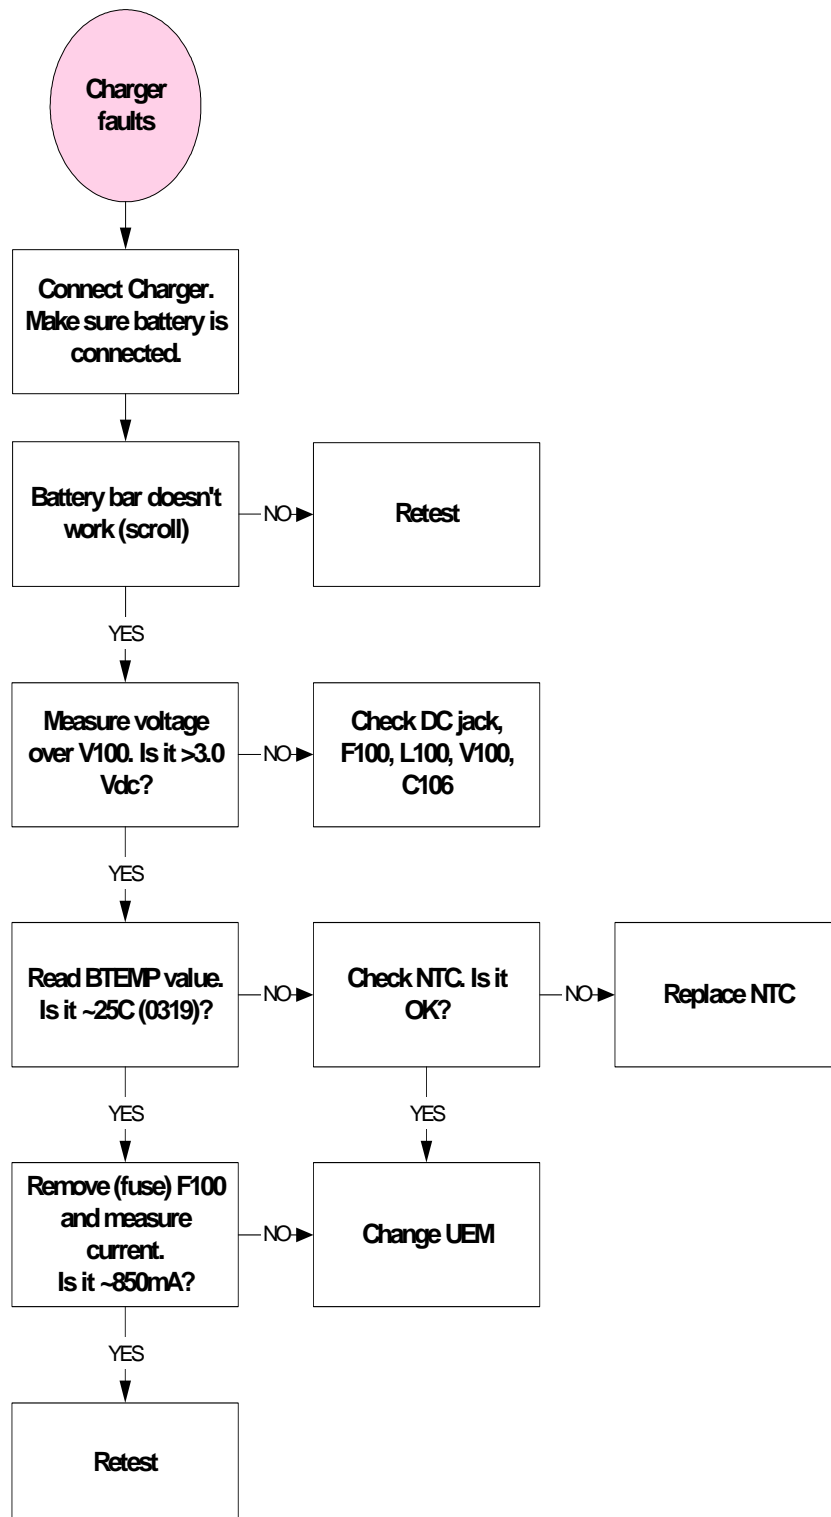 Charger
faults
Connect Charger.
Make sure battery is
connected.
Battery bar doesn't
work (scroll)
NO
Retest
YES
Measure voltage
over V100. Is it >3.0
Vdc?
NO
Check DC jack,
F100, L100, V100,
C106
YES
Read BTEMP value.
Is it ~25C (0319)?
NO
Check NTC. Is it
OK?
NO
Replace NTC
YES
YES
Remove (fuse) F100
and measure
current.
Is it ~850mA?
NO
Change UEM
YES
Retest